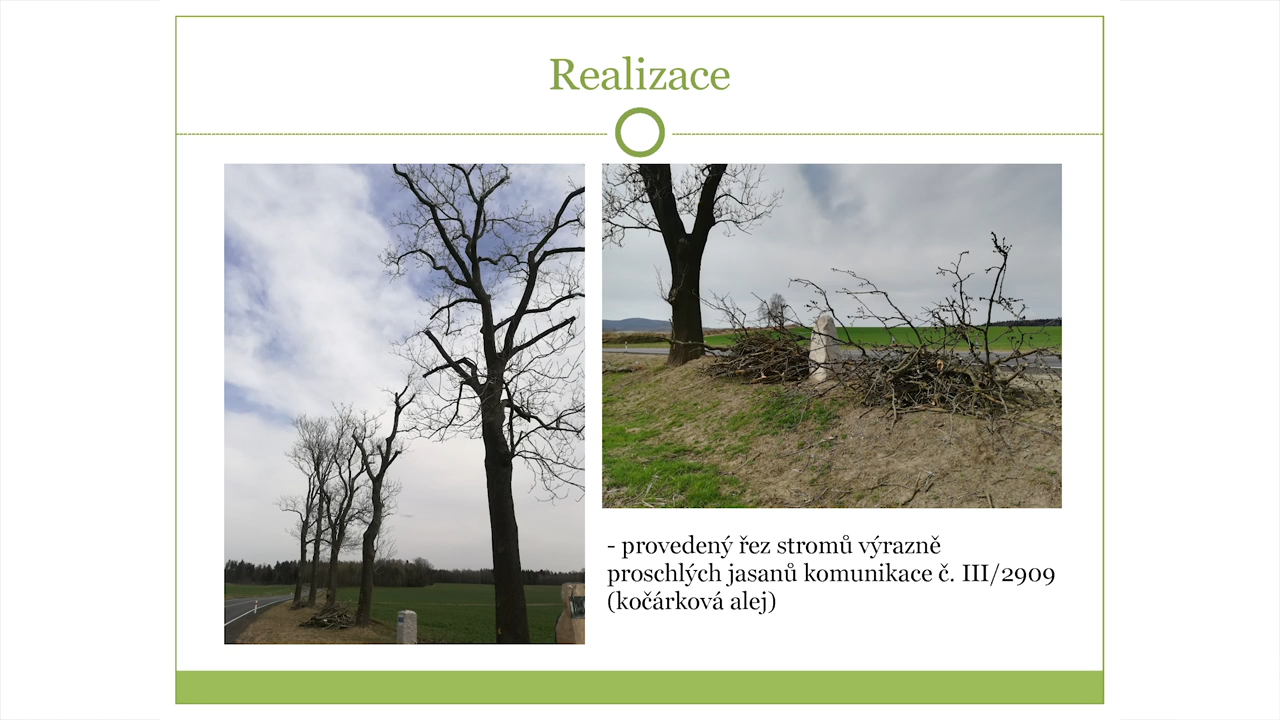 Realizace
- provedený řez stromů výrazně
proschlých jasanů komunikace č. III/2909
(kočárková alej)